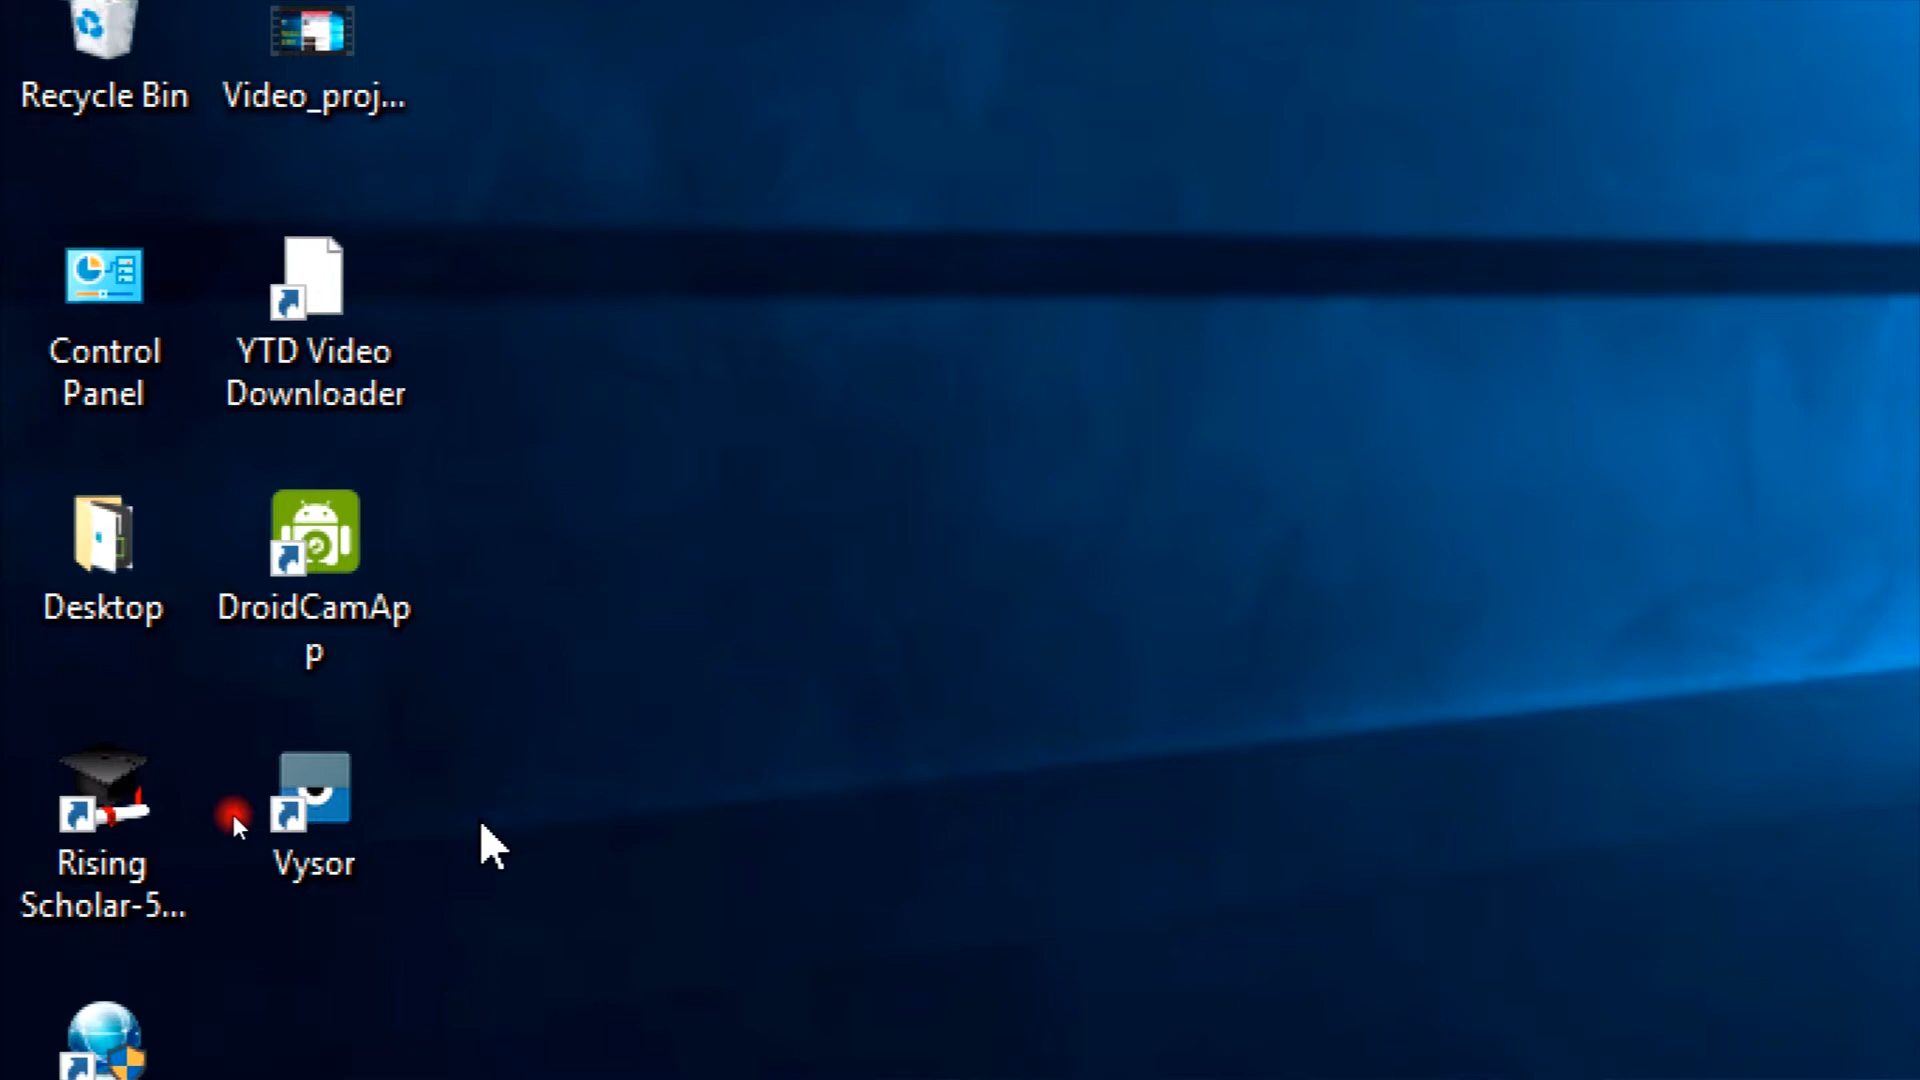 Recycle Bin
Video_proj...
Control
Panel
YTD Video
Downloader
Desktop
DroidCamAp
p
Rising
Scholar-5...
Vysor